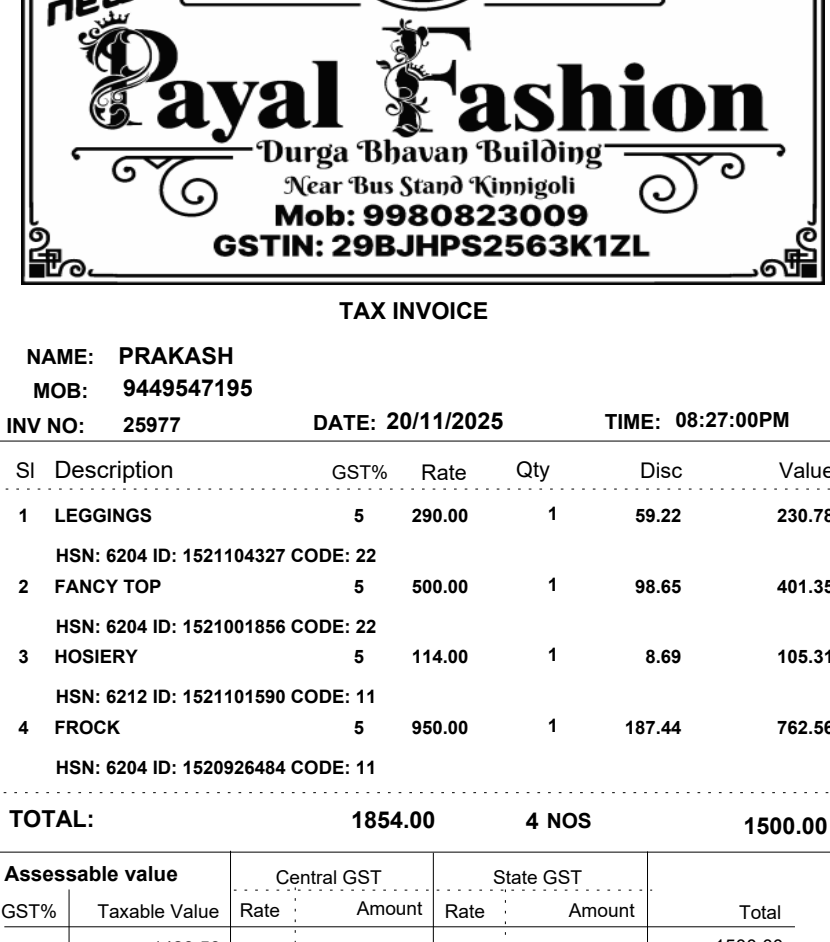 new
Payal Fashion
Durga Bhavan Building
Near Bus Stand Kinnigoli
Mob: 9980823009
GSTIN: 29BJHPS2563K1ZL
TAX INVOICE
NAME: PRAKASH
MOB: 9449547195
INV NO: 25977 DATE: 20/11/2025 TIME: 08:27:00PM
Sl Description GST% Rate Qty Disc Value
1 LEGGINGS 5 290.00 1 59.22 230.78
HSN: 6204 ID: 1521104327 CODE: 22
2 FANCY TOP 5 500.00 1 98.65 401.35
HSN: 6204 ID: 1521001856 CODE: 22
3 HOSIERY 5 114.00 1 8.69 105.31
HSN: 6212 ID: 1521101590 CODE: 11
4 FROCK 5 950.00 1 187.44 762.56
HSN: 6204 ID: 1520926484 CODE: 11
TOTAL: 1854.00 4 NOS 1500.00
Assessable value Central GST State GST
GST% Taxable Value Rate Amount Rate Amount Total